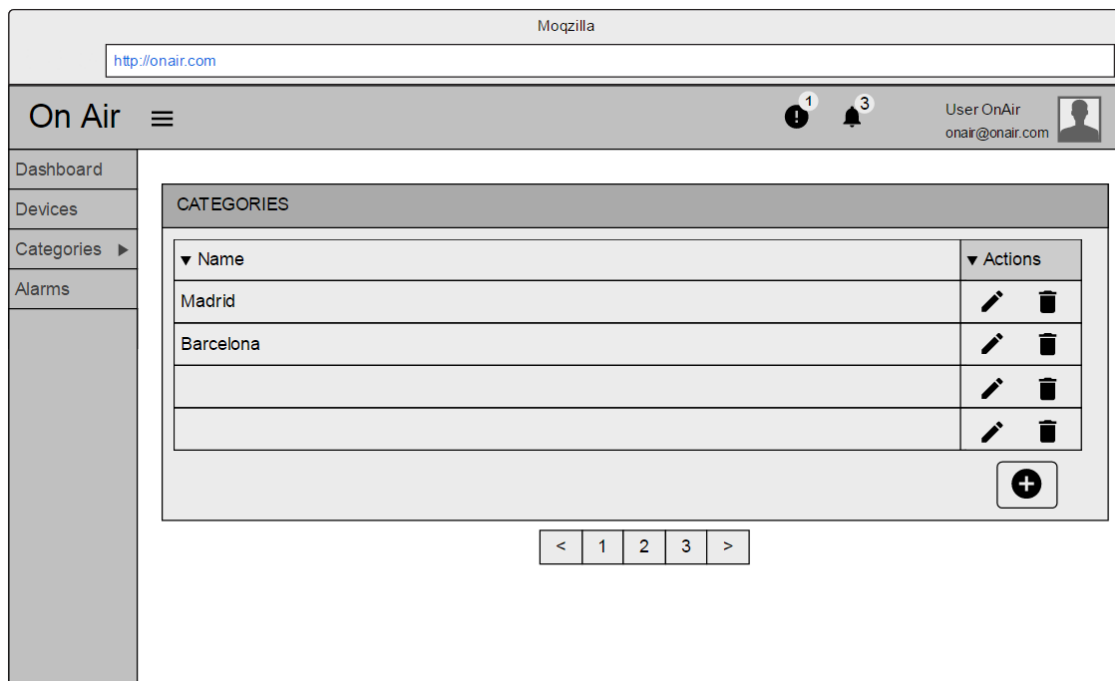 Moqzilla
http://onair.com
On Air
1
3
User OnAir
onair@onair.com
Dashboard
Devices
Categories ▶
Alarms
CATEGORIES
▼ Name ▼ Actions
Madrid
Barcelona
< 1 2 3 >